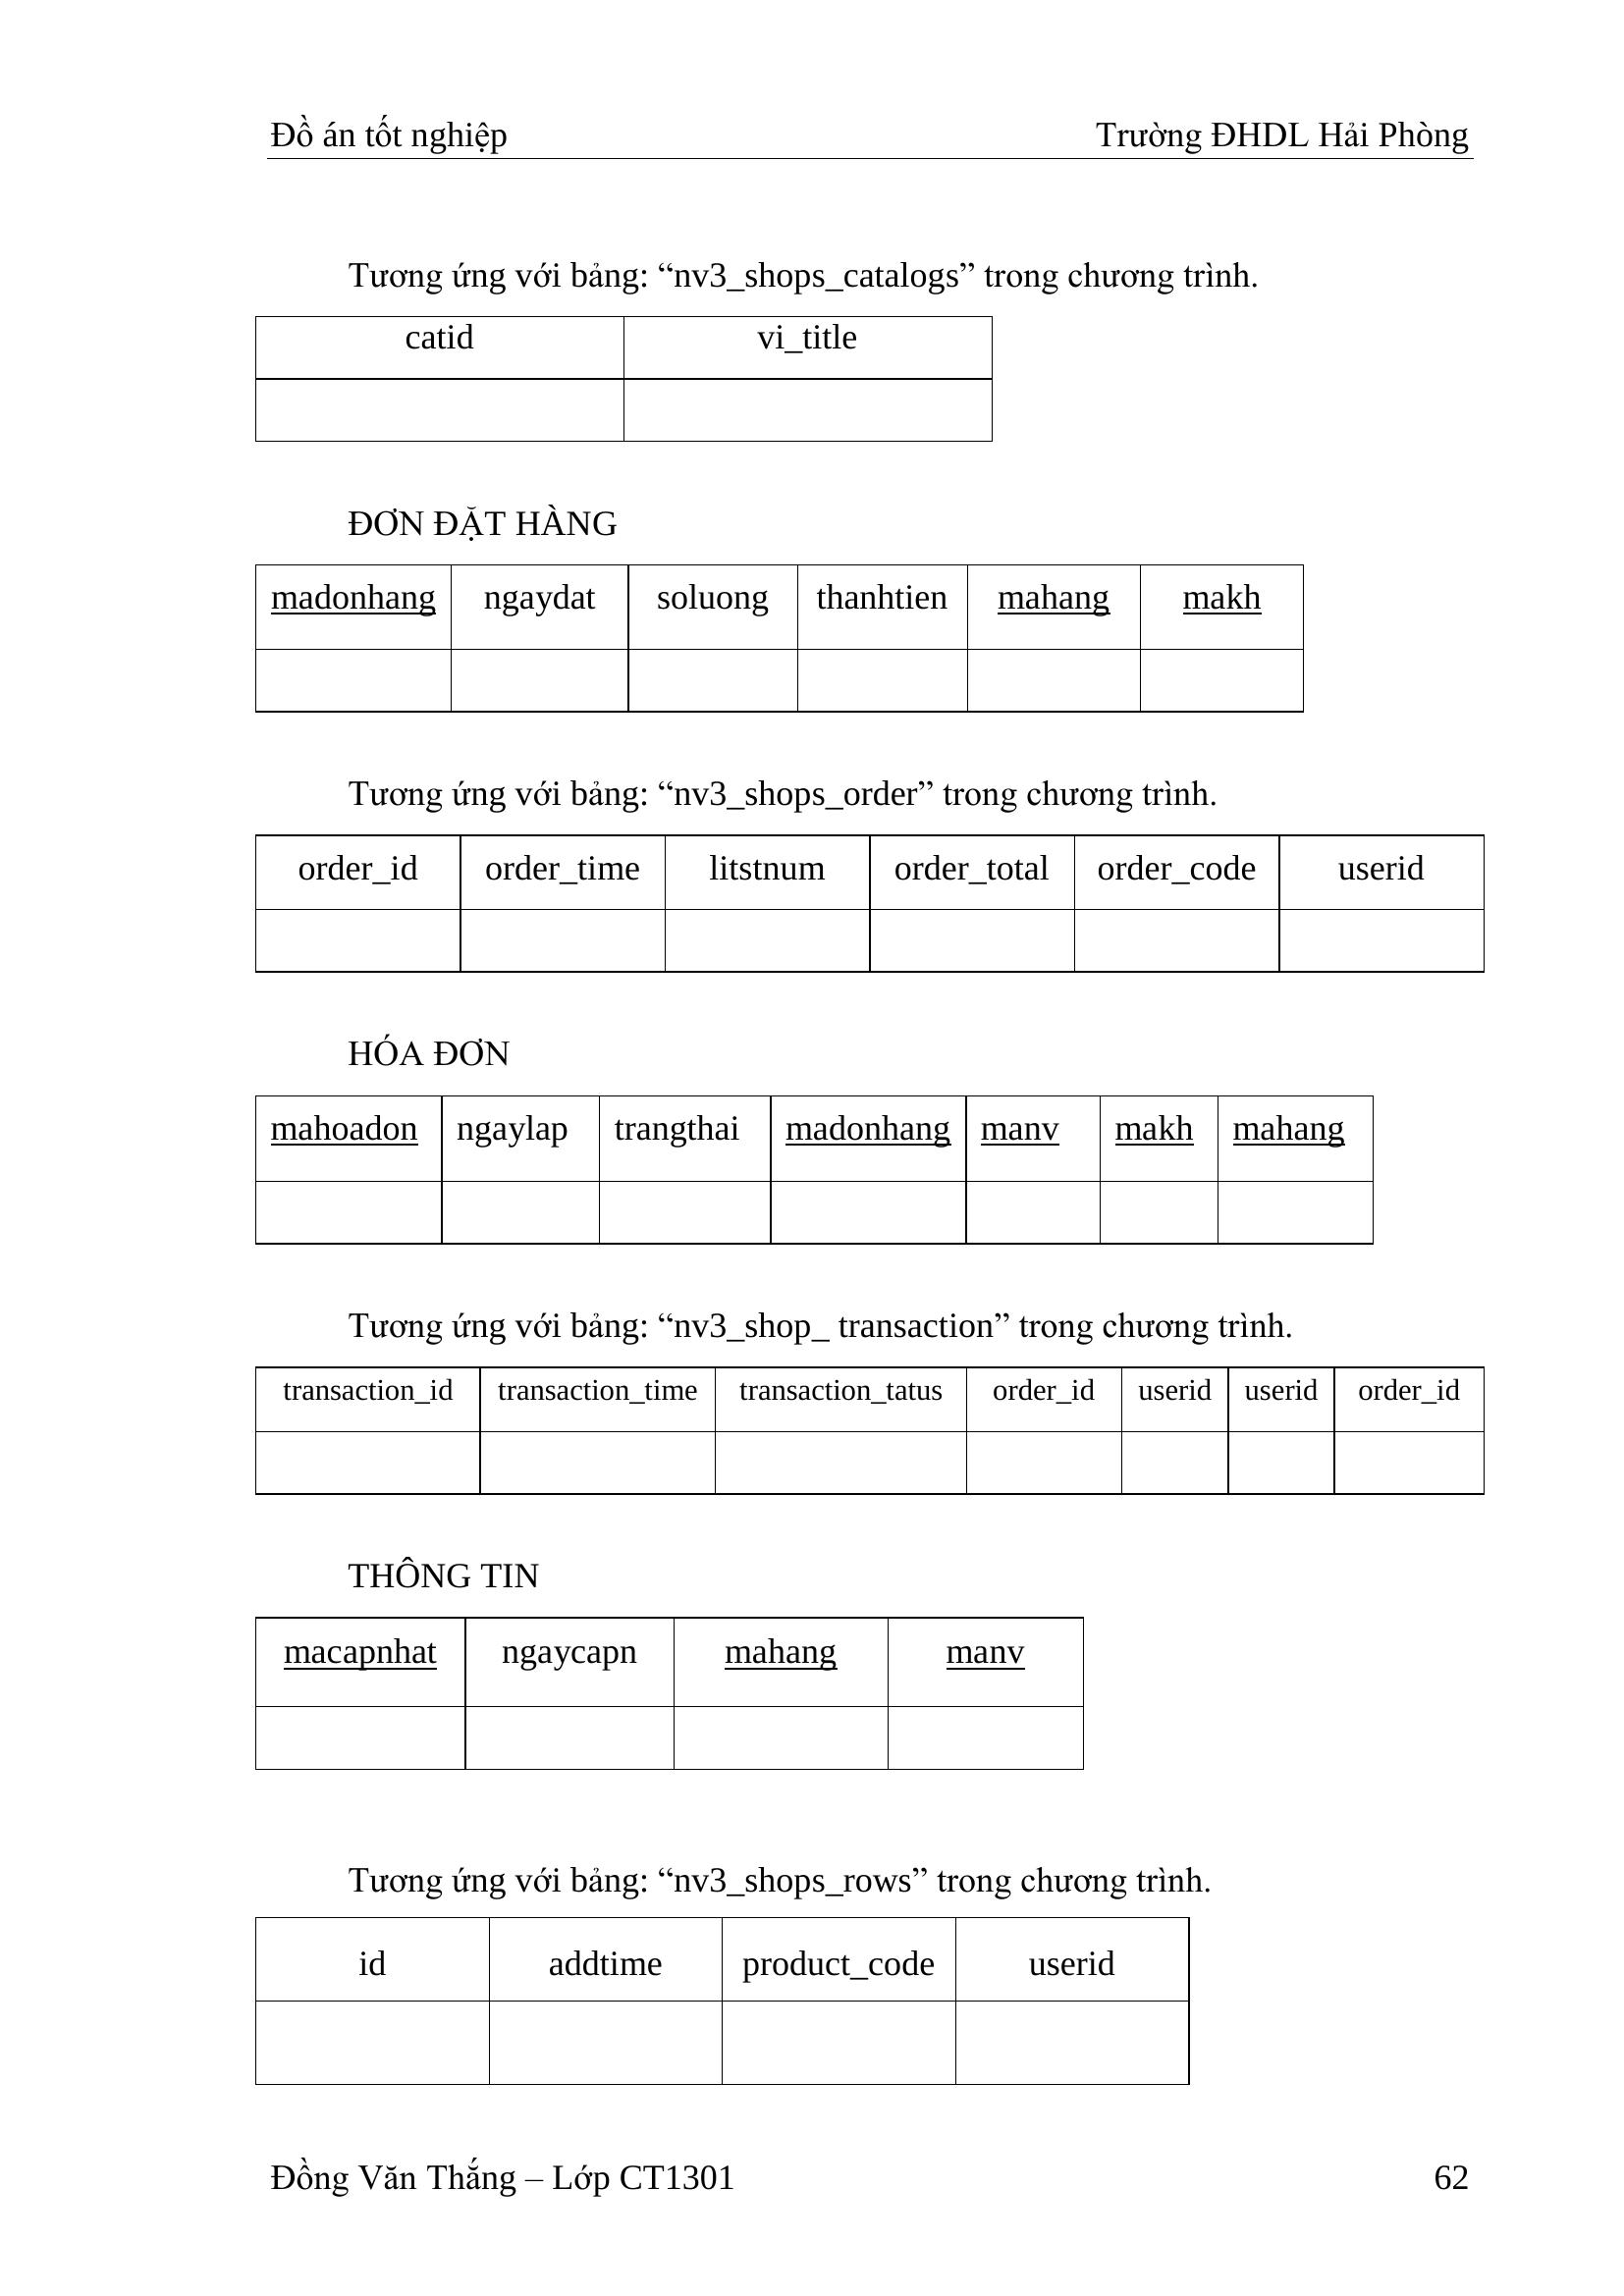 Đồ án tốt nghiệp Trường ĐHDL Hải Phòng
Tương ứng với bảng: “nv3_shops_catalogs” trong chương trình.
catid vi_title
ĐƠN ĐẶT HÀNG
madonhang ngaydat soluong thanhtien mahang makh
Tương ứng với bảng: “nv3_shops_order” trong chương trình.
order_id order_time litstnum order_total order_code userid
HÓA ĐƠN
mahoadon ngaylap trangthai madonhang manv makh mahang
Tương ứng với bảng: “nv3_shop_ transaction” trong chương trình.
transaction_id transaction_time transaction_tatus order_id userid userid order_id
THÔNG TIN
macapnhat ngaycapn mahang manv
Tương ứng với bảng: “nv3_shops_rows” trong chương trình.
id addtime product_code userid
Đồng Văn Thắng – Lớp CT1301 62